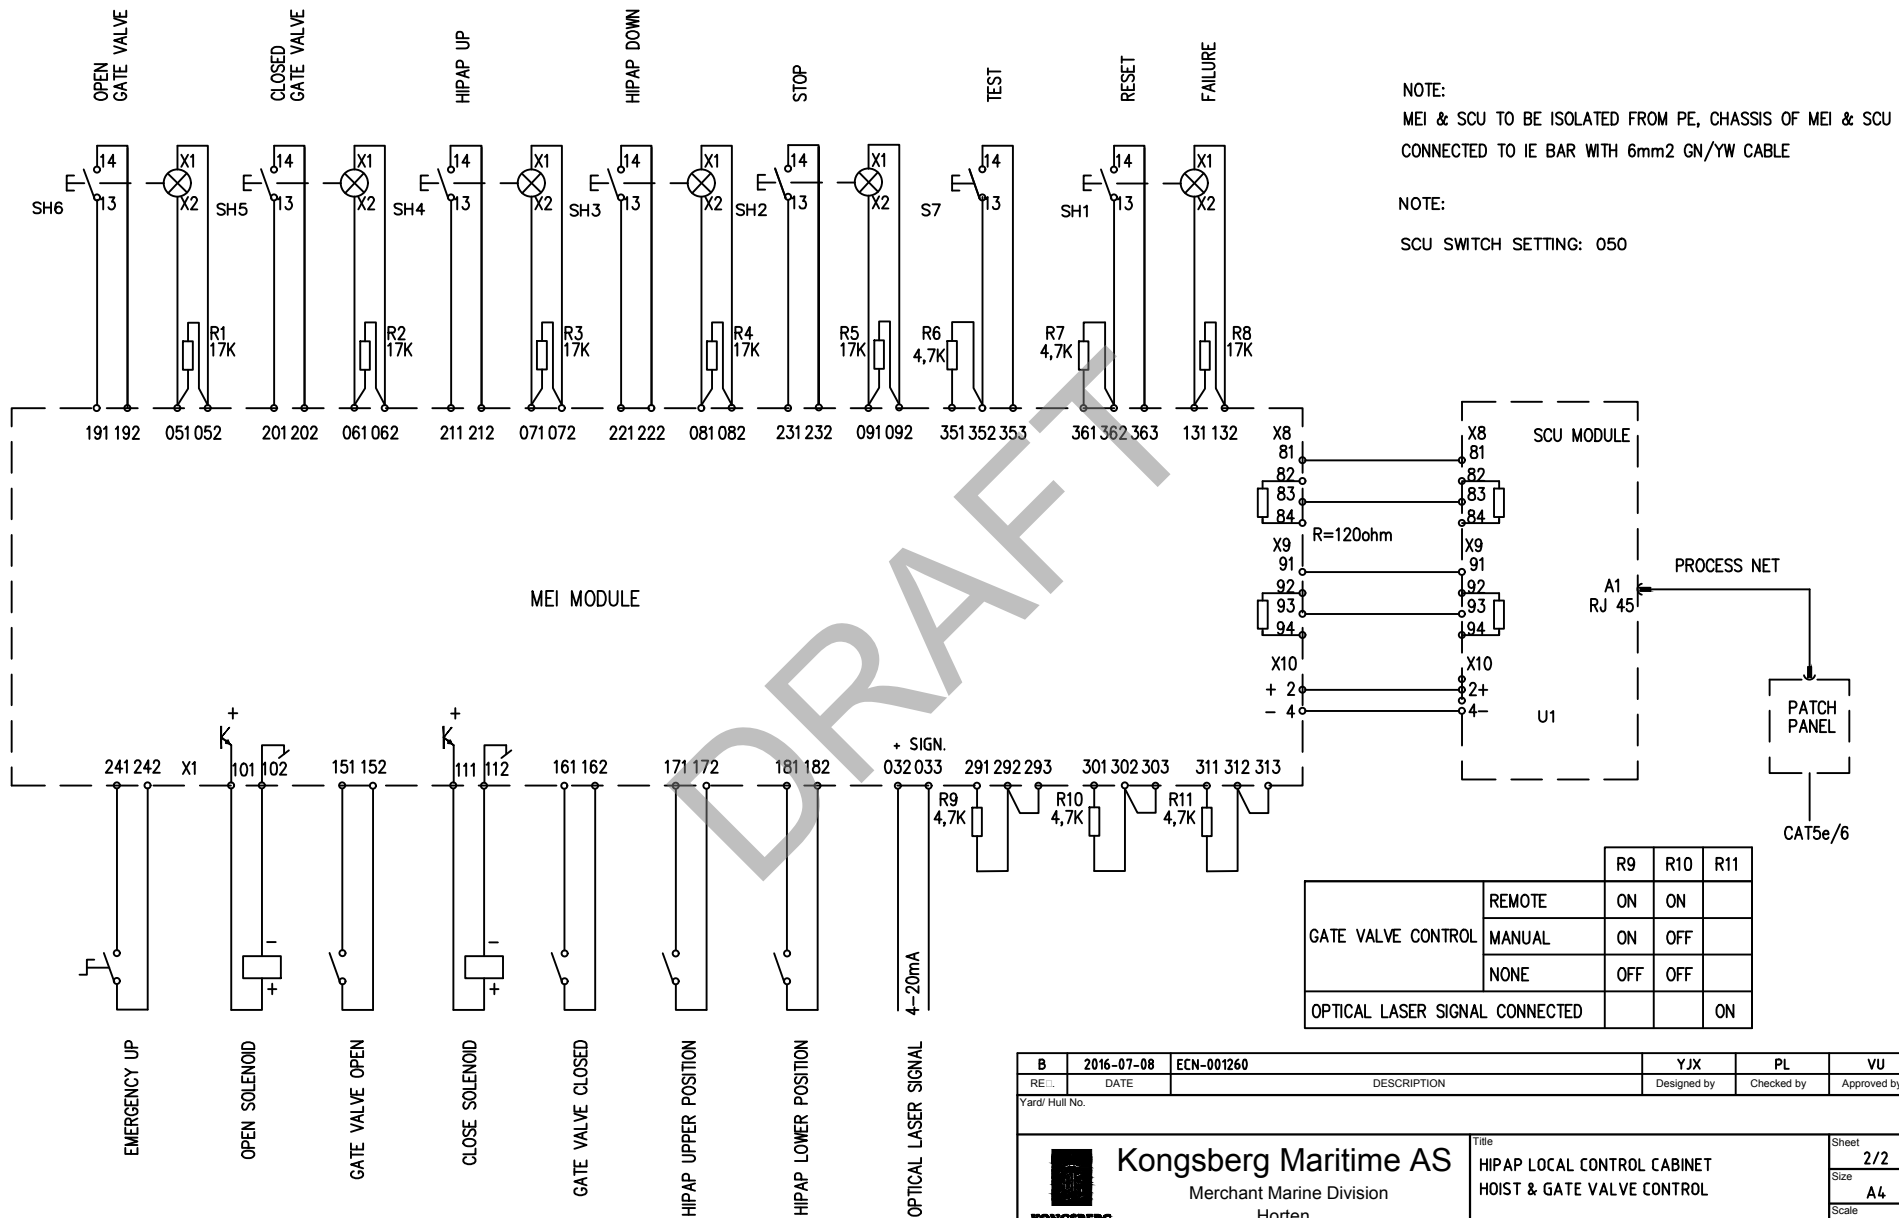 OPEN
GATE VALVE
CLOSED
GATE VALVE
HIPAP UP
HIPAP DOWN
STOP
TEST
RESET
FAILURE
NOTE:
MEI & SCU TO BE ISOLATED FROM PE, CHASSIS OF MEI & SCU
CONNECTED TO IE BAR WITH 6mm2 GN/YW CABLE
NOTE:
SCU SWITCH SETTING: 050
14 X1 14 X1 14 X1 14 X1 14 X1 14 14 X1
13 X2 13 X2 13 X2 13 X2 13 X2 13 13 X2
SH6 SH5 SH4 SH3 SH2 S7 SH1
R1 R2 R3 R4 R5 R6 R7 R8
17K 17K 17K 17K 17K 4,7K 4,7K 17K
191 192 051 052 201 202 061 062 211 212 071 072 221 222 081 082 231 232 091 092 351 352 353 361 362 363 131 132
X8 X8 SCU MODULE
81 81
82 82
83 83
84 84
R=120ohm
X9 X9
91 91
92 92
93 93
94 94
X10 X10
+ 2 2+
- 4 4-
MEI MODULE
A1
RJ 45
PROCESS NET
U1
PATCH
PANEL
CAT5e/6
+ +
+ SIGN.
241 242 X1 101 102 151 152 111 112 161 162 171 172 181 182 032 033 291 292 293 301 302 303 311 312 313
R9 R10 R11
4,7K 4,7K 4,7K
- -
+ +
4-20mA
EMERGENCY UP
OPEN SOLENOID
GATE VALVE OPEN
CLOSE SOLENOID
GATE VALVE CLOSED
HIPAP UPPER POSITION
HIPAP LOWER POSITION
OPTICAL LASER SIGNAL
DRAFT
R9 R10 R11
GATE VALVE CONTROL
REMOTE ON ON
MANUAL ON OFF
NONE OFF OFF
OPTICAL LASER SIGNAL CONNECTED ON
B 2016-07-08 ECN-001260 YJX PL VU
DATE DESCRIPTION Designed by Checked by Approved by
Yard/ Hull No.
Kongsberg Maritime AS
Merchant Marine Division
Horten
KONGSBERG
Title
HIPAP LOCAL CONTROL CABINET
HOIST & GATE VALVE CONTROL
Sheet
2/2
Size
A4
Scale